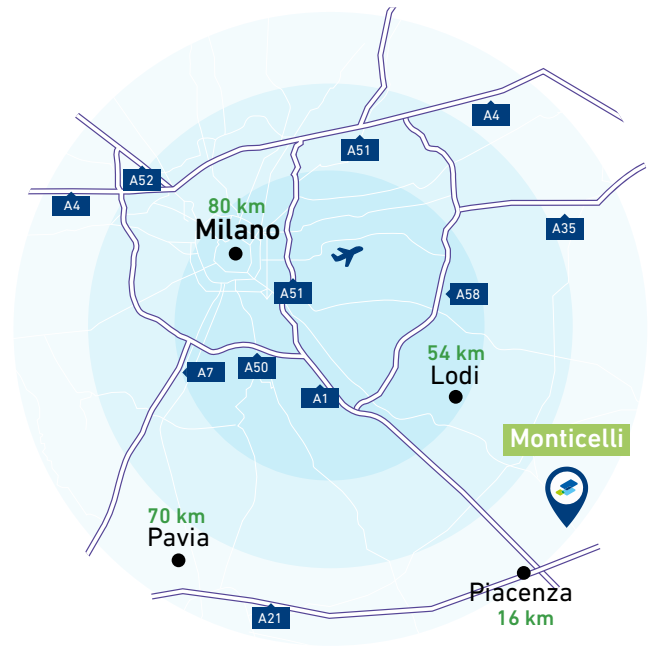 A4
A51
A52
A4
80 km
Milano
A35
A51
A58
54 km
Lodi
A50
A7
A1
Monticelli
70 km
Pavia
Piacenza
16 km
A21